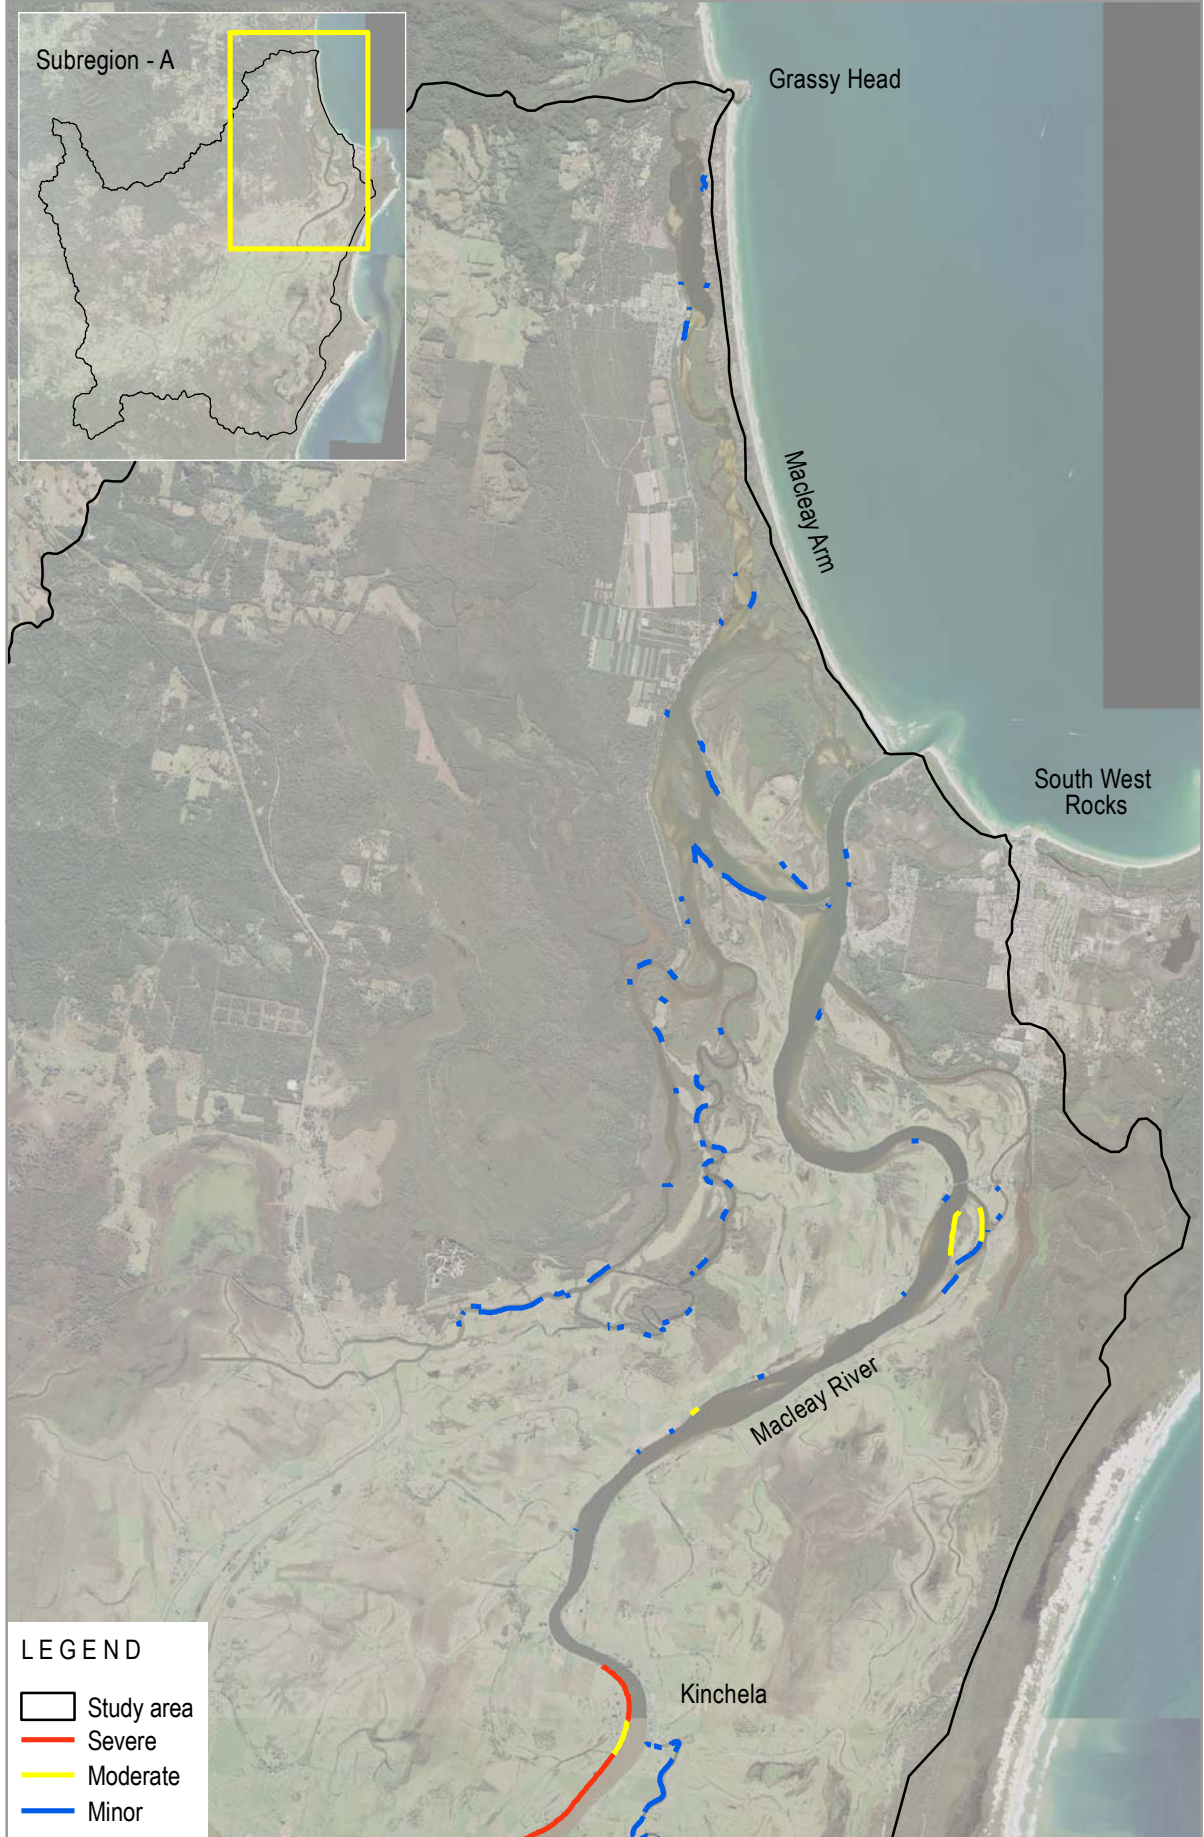 Subregion - A
Grassy Head
Macleay Arm
South West
Rocks
Macleay River
Kinchela
LEGEND
Study area
Severe
Moderate
Minor